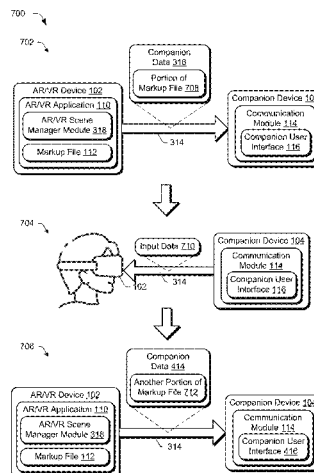 700
702
Companion
Data 316
Portion of
Markup File 708
AR/VR Device 102
AR/VR Application 110
AR/VR Scene
Manager Module 318
Markup File 112
314
Companion Device 104
Communication
Module 114
Companion User
Interface 116
704
Input Data 710
102
314
Companion Device 104
Communication
Module 114
Companion User
Interface 116
706
Companion
Data 414
Another Portion of
Markup File 712
AR/VR Device 102
AR/VR Application 110
AR/VR Scene
Manager Module 318
Markup File 112
314
Companion Device 104
Communication
Module 114
Companion User
Interface 416